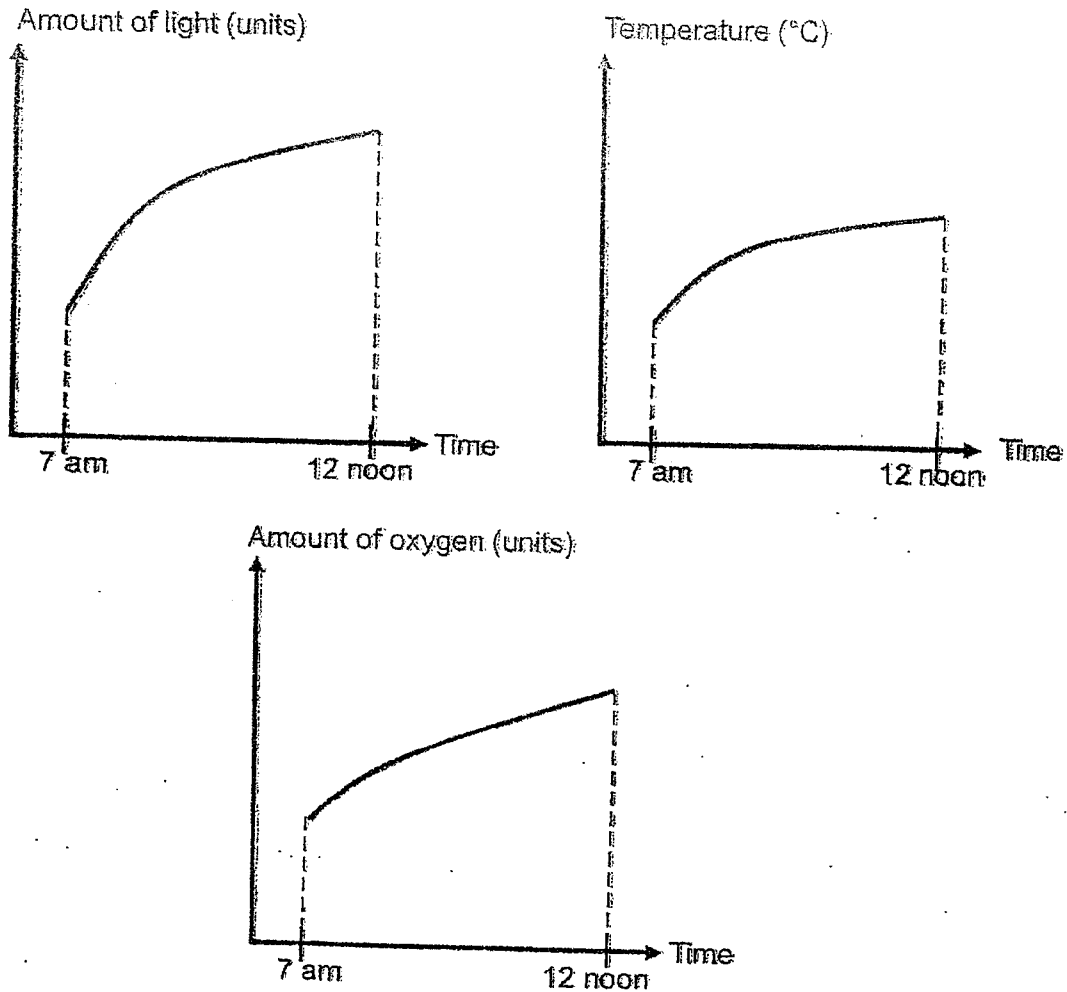 Amount of light (units)
Temperature (°C)
Time
7 am
12 noon
Time
7 am
12 noon
Amount of oxygen (units)
Time
7 am
12 noon